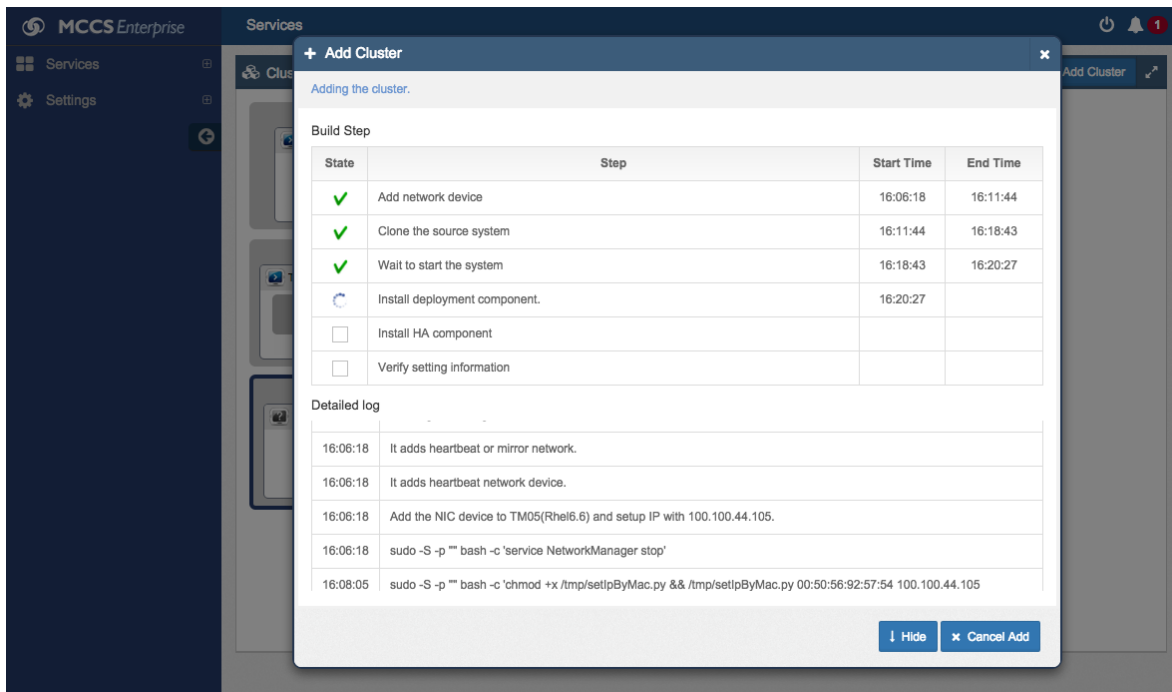 MCCS Enterprise
Services
1
Services
Settings
Clus
Add Cluster
+ Add Cluster
Adding the cluster.
Build Step
State Step Start Time End Time
Add network device 16:06:18 16:11:44
Clone the source system 16:11:44 16:18:43
Wait to start the system 16:18:43 16:20:27
Install deployment component. 16:20:27
Install HA component
Verify setting information
Detailed log
16:06:18 It adds heartbeat or mirror network.
16:06:18 It adds heartbeat network device.
16:06:18 Add the NIC device to TM05(Rhel6.6) and setup IP with 100.100.44.105.
16:06:18 sudo -S -p "" bash -c 'service NetworkManager stop'
16:08:05 sudo -S -p "" bash -c 'chmod +x /tmp/setIpByMac.py && /tmp/setIpByMac.py 00:50:56:92:57:54 100.100.44.105
Hide
Cancel Add